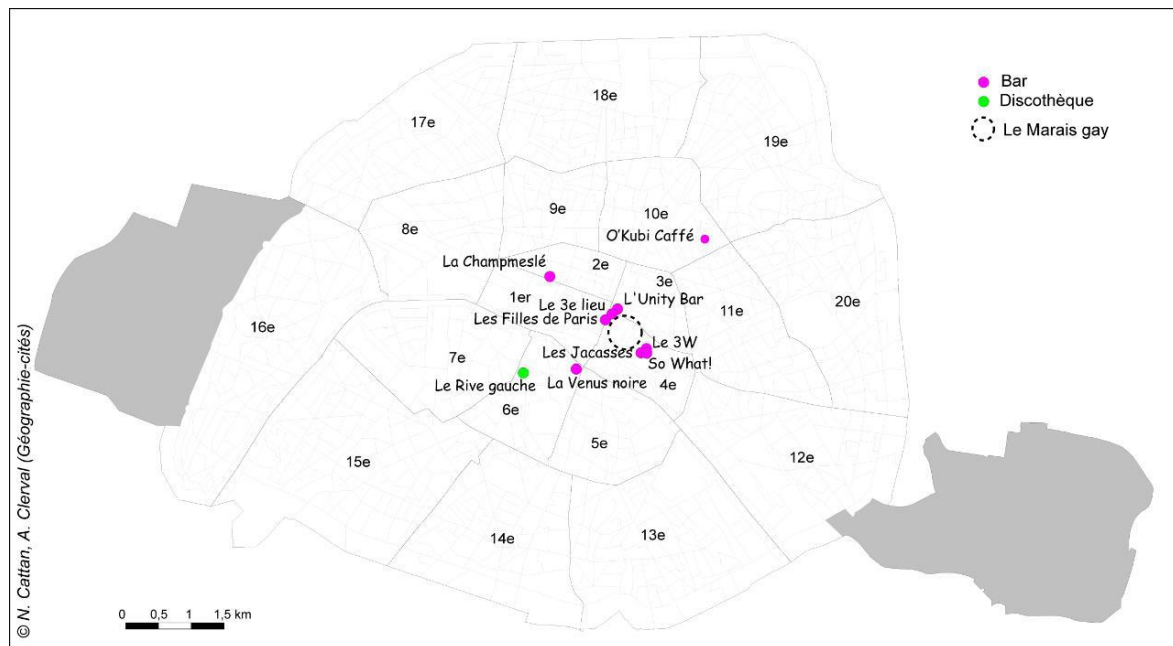 Bar
Discothèque
Le Marais gay
18e
17e
19e
9e
10e
8e
O'Kubi Caffé
La Champmeslé
2e
3e
1er
Le 3e lieu
L'Unity Bar
11e
20e
16e
Les Filles de Paris
7e
Le 3W
Les Jacasses
So What!
Le Rive gauche
La Venus noire
4e
6e
5e
15e
12e
14e
13e
0 0,5 1 1,5 km
© N. Cattan, A. Clerval (Géographie-cités)